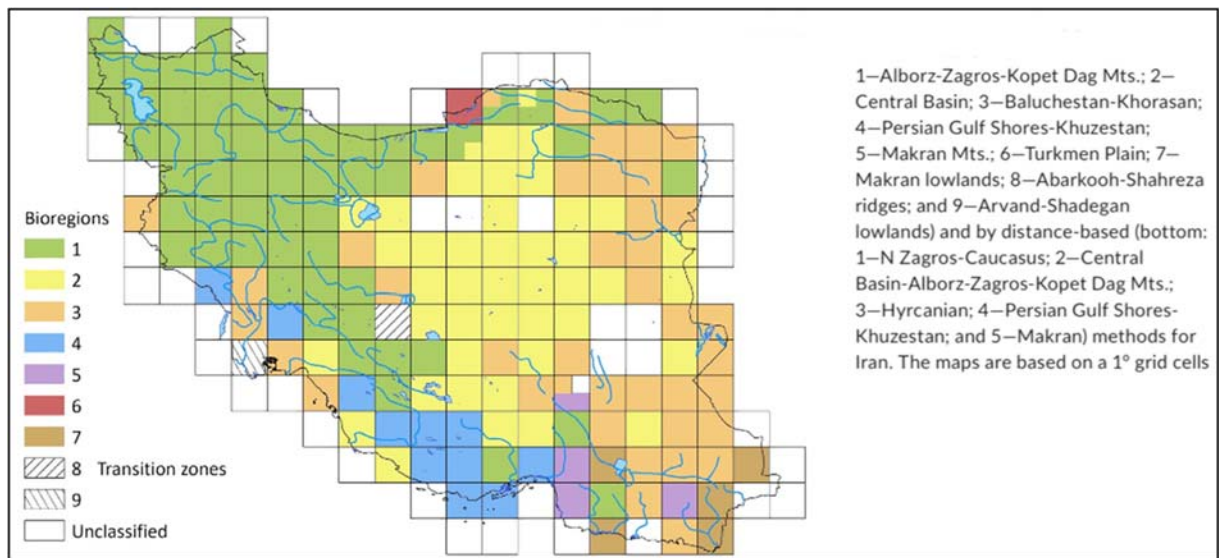 Bioregions
1
2
3
4
5
6
7
8 Transition zones
9
Unclassified
1—Alborz-Zagros-Kopet Dag Mts.; 2—
Central Basin; 3—Baluchestan-Khorasan;
4—Persian Gulf Shores-Khuzestan;
5—Makran Mts.; 6—Turkmen Plain; 7—
Makran lowlands; 8—Abarkooh-Shahreza
ridges; and 9—Arvand-Shadegan
lowlands) and by distance-based (bottom:
1—N Zagros-Caucasus; 2—Central
Basin-Alborz-Zagros-Kopet Dag Mts.;
3—Hyrcanian; 4—Persian Gulf Shores-
Khuzestan; and 5—Makran) methods for
Iran. The maps are based on a 1° grid cells